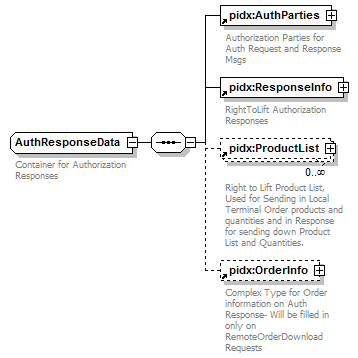 pidx:AuthParties
Authorization Parties for
Auth Request and Response
Msgs
pidx:ResponseInfo
RightToLift Authorization
Responses
AuthResponseData
Container for Authorization
Responses
pidx:ProductList
0..∞
Right to Lift Product List,
Used for Sending in Local
Terminal Order products and
quantities and in Response
for sending down Product
List and Quantities.
pidx:OrderInfo
Complex Type for Order
information on Auth
Response- Will be filled in
only on
RemoteOrderDownload
Requests